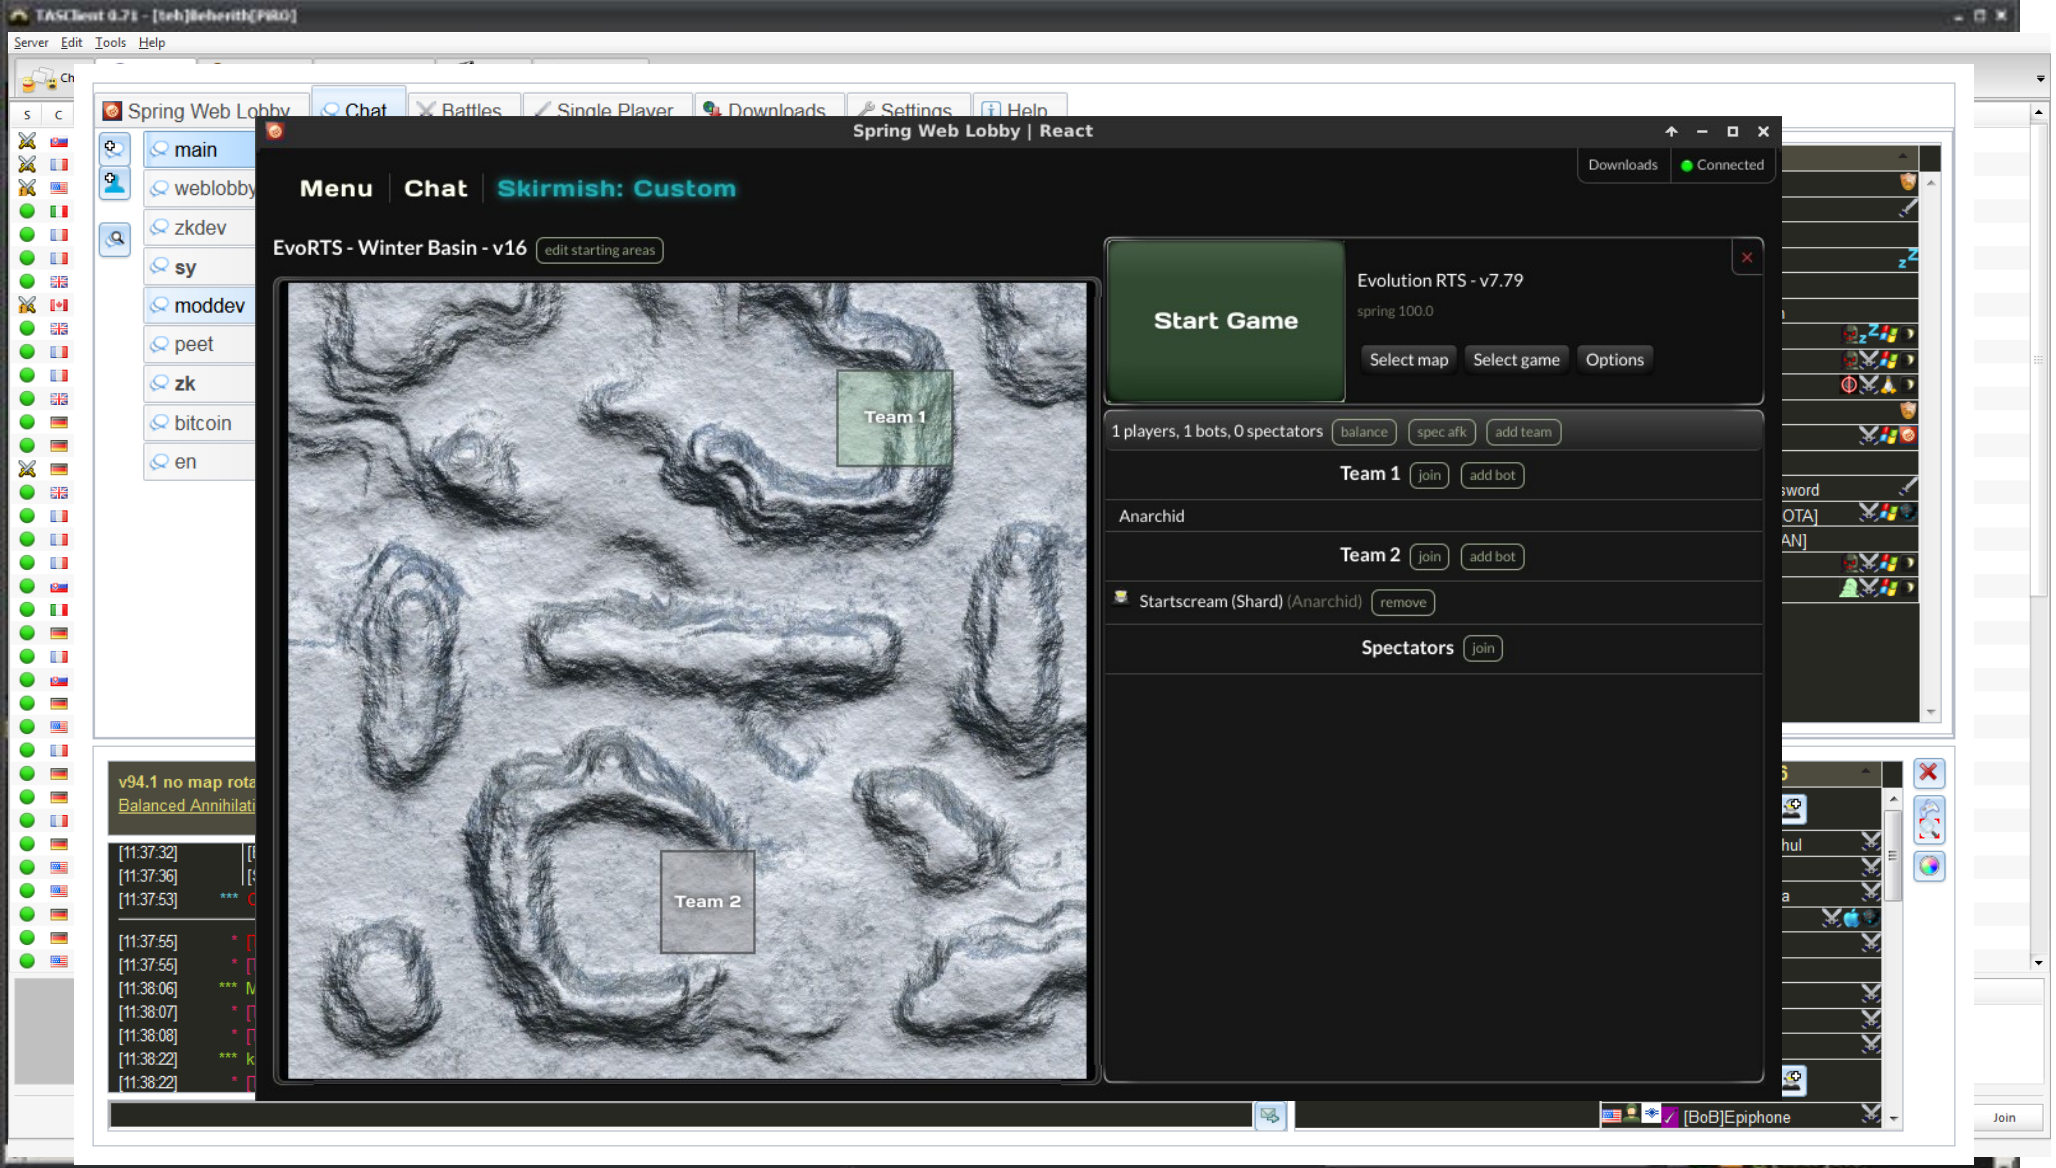 TASClient 0.71 - [teh]Beherith[PiRO]
Server Edit Tools Help
Ch
S C
Spring Web Lobby Chat Battles Single Player Downloads Settings Help
main
weblobby
zkdev
sy
moddev
peet
zk
bitcoin
en
Spring Web Lobby | React
Downloads Connected
Menu Chat Skirmish: Custom
EvoRTS - Winter Basin - v16 edit starting areas
Team 1
Team 2
Start Game
Evolution RTS - v7.79
spring 100.0
Select map Select game Options
1 players, 1 bots, 0 spectators balance spec afk add team
Team 1 join add bot
Anarchid
Team 2 join add bot
Startscream (Shard) (Anarchid) remove
Spectators join
sword
OTA]
AN]
v94.1 no map rota
Balanced Annihilati
[11:37:32]
[11:37:36]
[11:37:53] ***
[11:37:55] *
[11:37:55] *
[11:38:06] *** M
[11:38:07] *
[11:38:08] *
[11:38:22] *** k
[11:38:22] *
hul
a
[BoB]Epiphone
Join